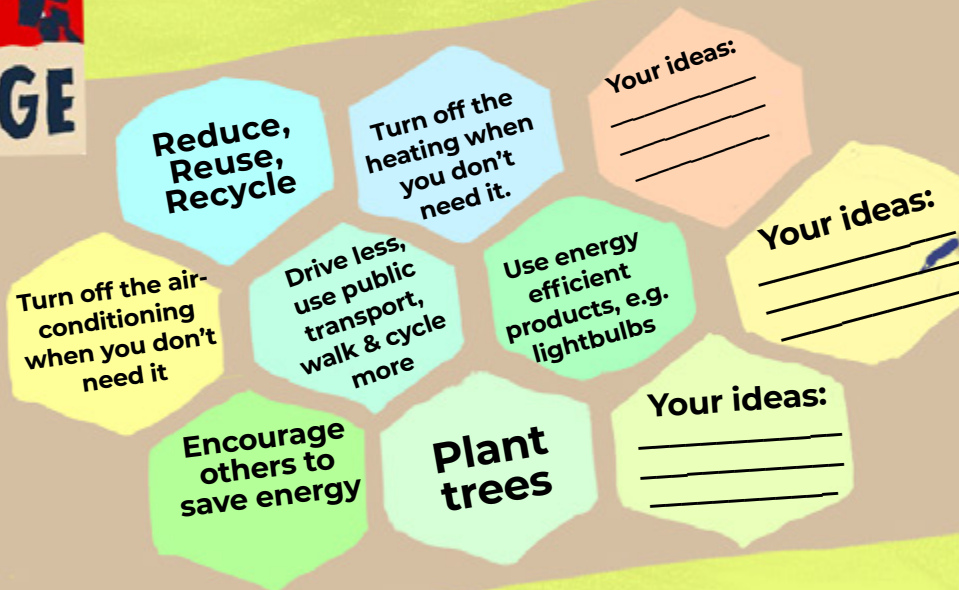 GE
Reduce,
Reuse,
Recycle
Turn off the
heating when
you don't
need it.
Your ideas:
Turn off the air-
conditioning
when you don't
need it
Drive less,
use public
transport,
walk & cycle
more
Use energy
efficient
products, e.g.
lightbulbs
Your ideas:
Encourage
others to
save energy
Plant
trees
Your ideas: